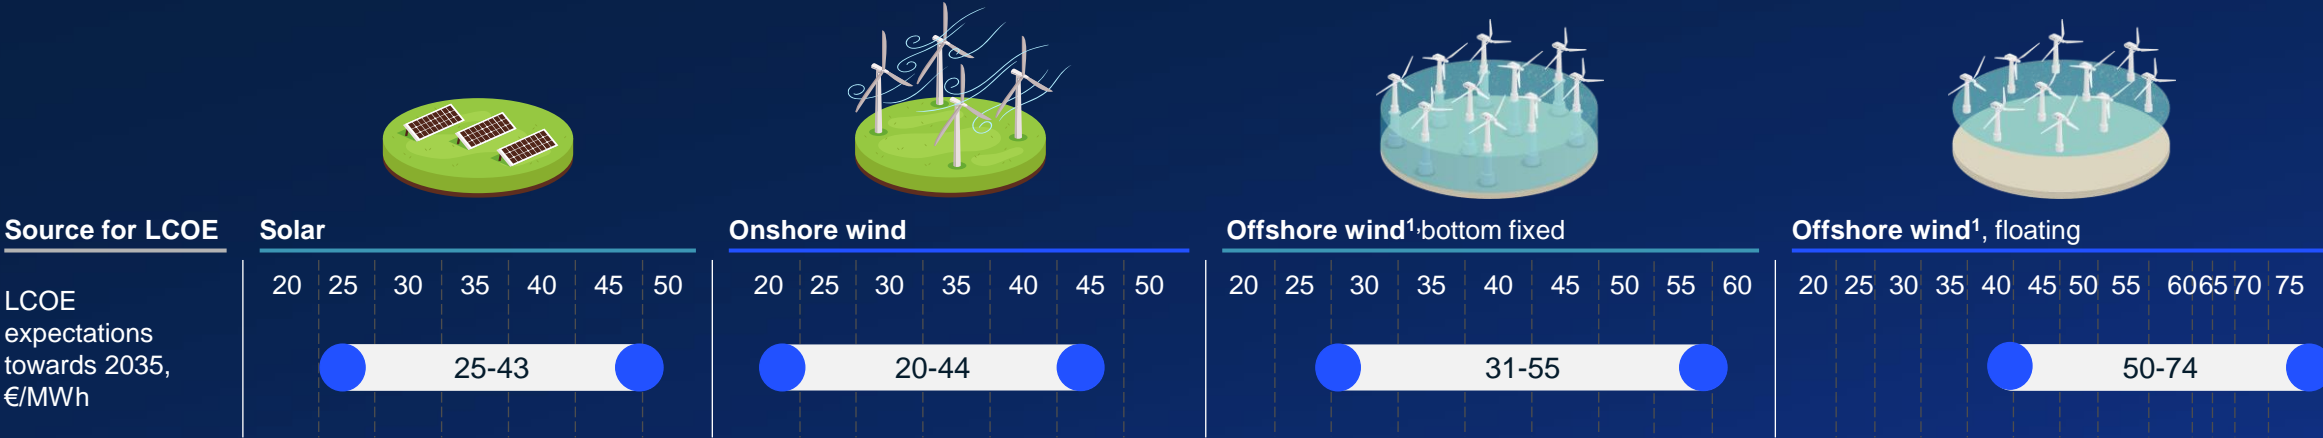 Source for LCOE
Solar
Onshore wind
Offshore wind¹,bottom fixed
Offshore wind¹, floating
LCOE
expectations
towards 2035,
€/MWh
20 25 30 35 40 45 50
25-43
20 25 30 35 40 45 50
20-44
20 25 30 35 40 45 50 55 60
31-55
20 25 30 35 40 45 50 55 60 65 70 75
50-74